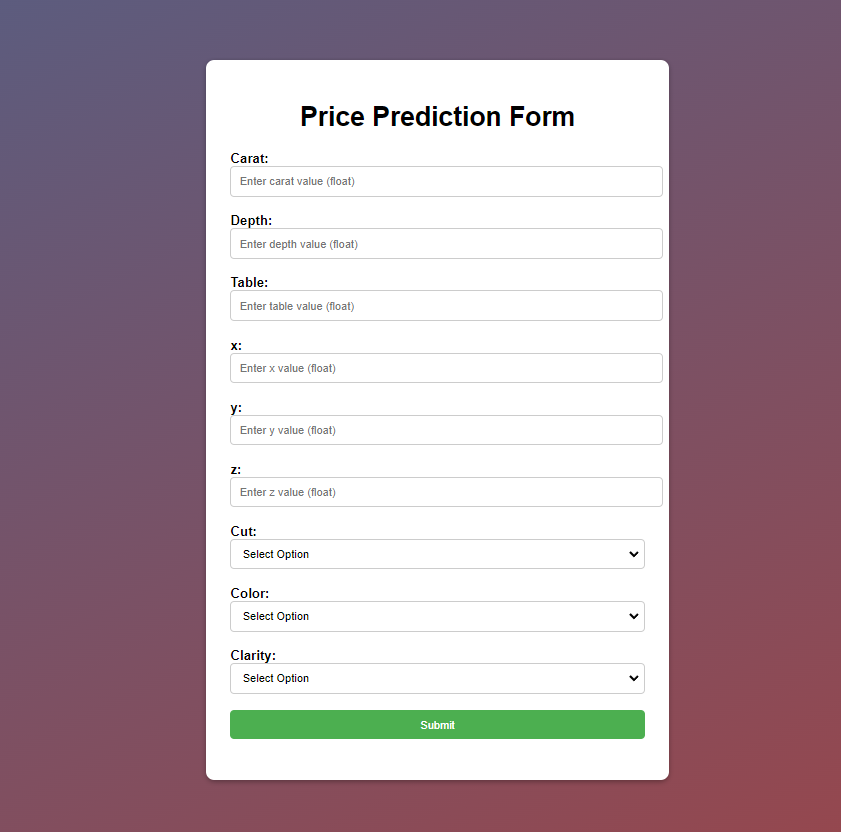 Price Prediction Form
Carat:
Enter carat value (float)
Depth:
Enter depth value (float)
Table:
Enter table value (float)
x:
Enter x value (float)
y:
Enter y value (float)
z:
Enter z value (float)
Cut:
Select Option
Color:
Select Option
Clarity:
Select Option
Submit